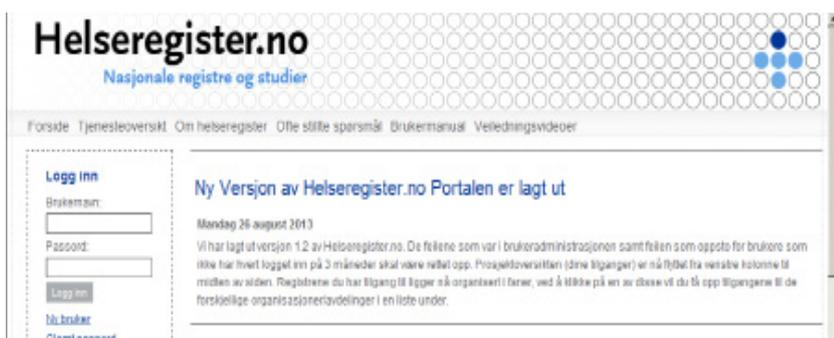 Helseregister.no
Nasjonale registre og studier
Forside Tjenesteoversikt Om helseregister Ofte stilte spørsmål Brukermanual Veiledningsvideoer
Logg inn
Brukernavn:
Passord:
Logg inn
Ny bruker
Glemt passord
Ny Versjon av Helseregister.no Portalen er lagt ut
Mandag 26 august 2013
Vi har lagt ut versjon 1.2 av Helseregister.no. De feilene som var i brukeradministrasjonen samt feilen som oppsto for brukere som
ikke har hvert logget inn på 3 måneder skal være rettet opp. Prosjektoversikten (dine tilganger) er nå flyttet fra venstre kolonne til
midten av siden. Registrene du har tilgang til ligger nå organisert i faner, ved å klikke på en av disse vil du få opp tilgangene til de
forskjellige organisasjoner/avdelinger i en liste under.